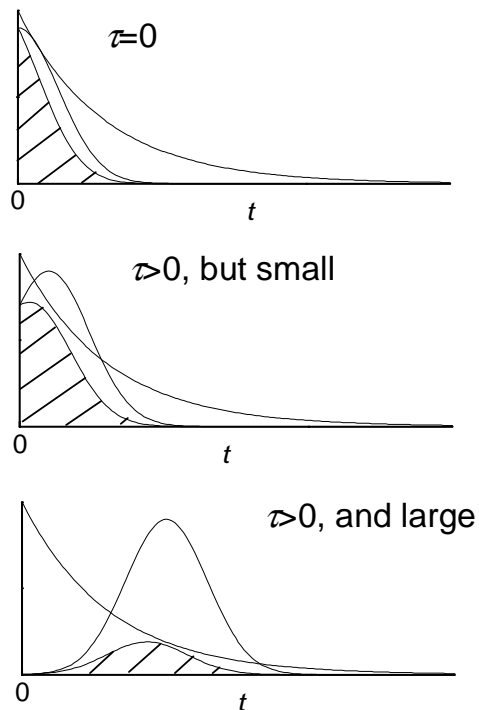 τ=0
0
t
τ>0, but small
0
t
τ>0, and large
0
t